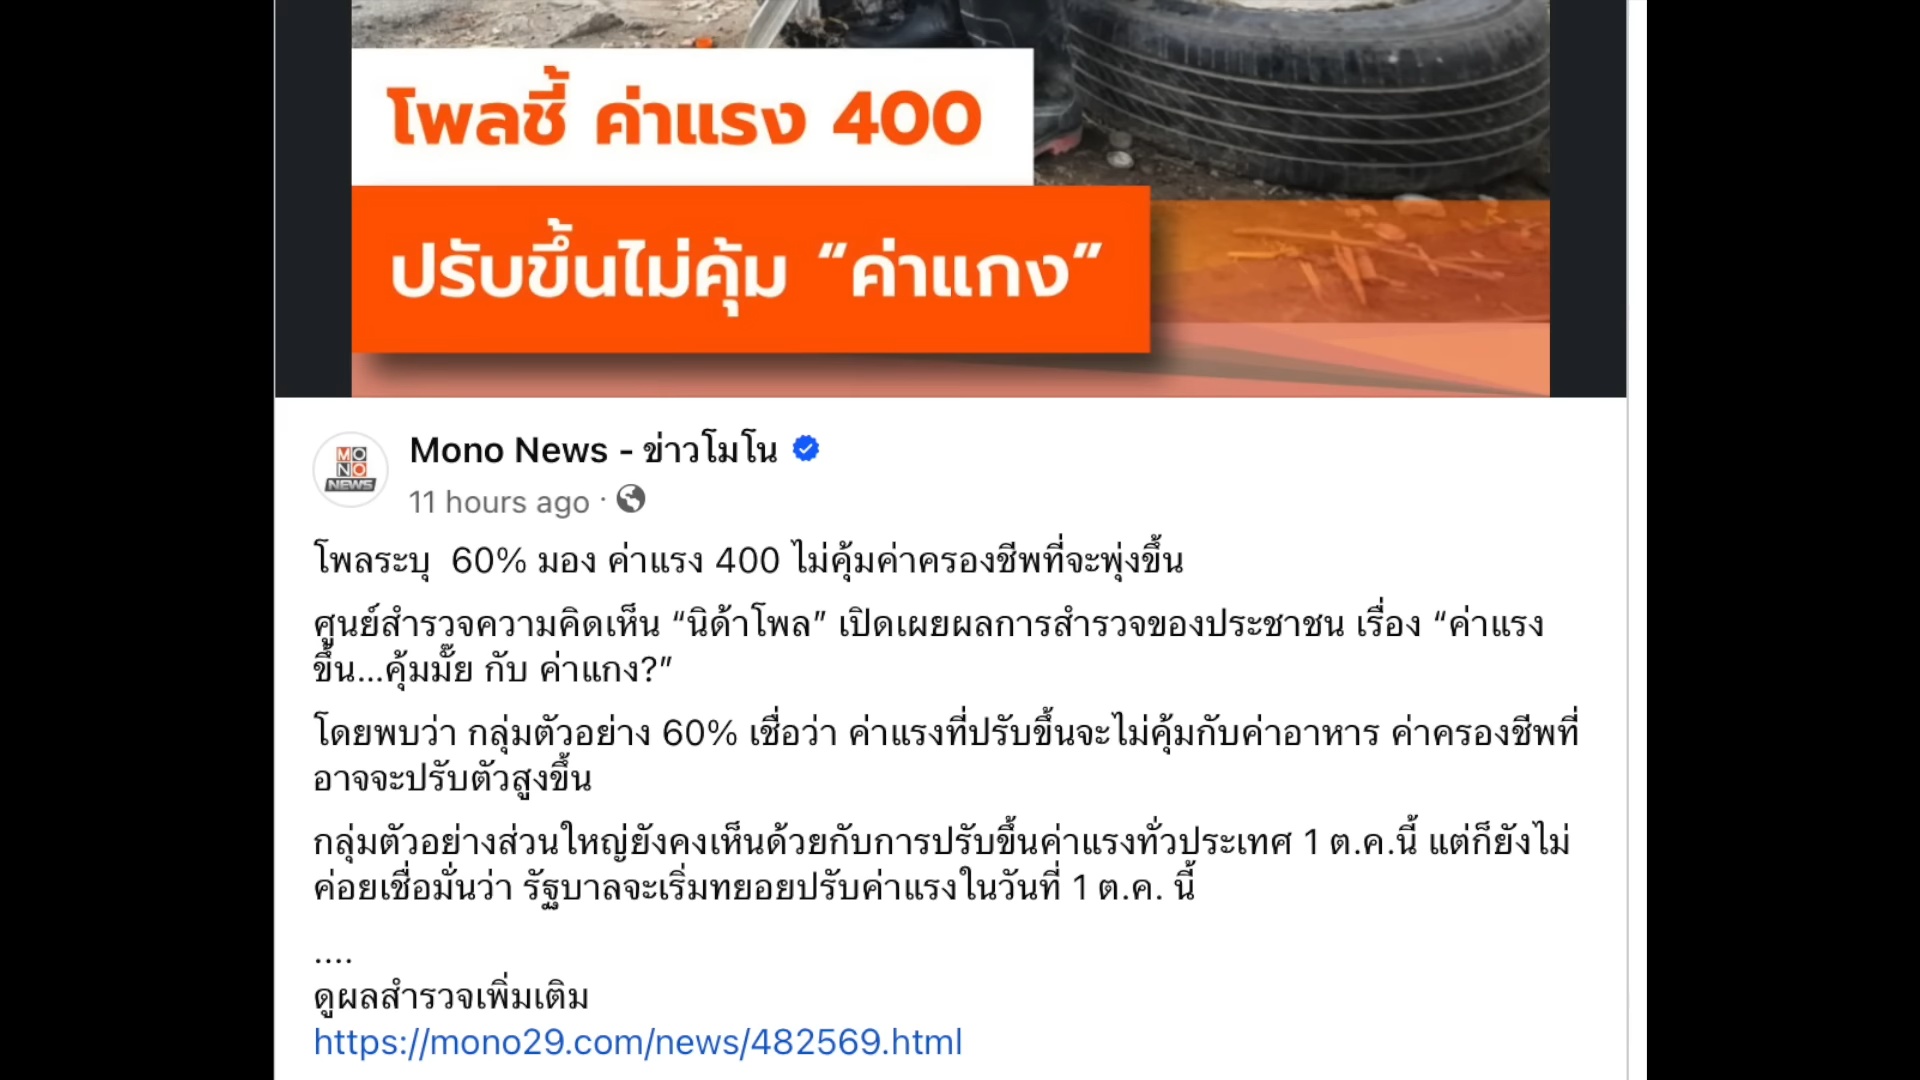 โพลชี้ ค่าแรง 400
ปรับขึ้นไม่คุ้ม “ค่าแกง”
MONO
NEWS
Mono News - ข่าวโมโน
11 hours ago ·
โพลระบุ  60% มอง ค่าแรง 400 ไม่คุ้มค่าครองชีพที่จะพุ่งขึ้น
ศูนย์สำรวจความคิดเห็น “นิด้าโพล” เปิดเผยผลการสำรวจของประชาชน เรื่อง “ค่าแรง
ขึ้น...คุ้มมั๊ย กับ ค่าแกง?”
โดยพบว่า กลุ่มตัวอย่าง 60% เชื่อว่า ค่าแรงที่ปรับขึ้นจะไม่คุ้มกับค่าอาหาร ค่าครองชีพที่
อาจจะปรับตัวสูงขึ้น
กลุ่มตัวอย่างส่วนใหญ่ยังคงเห็นด้วยกับการปรับขึ้นค่าแรงทั่วประเทศ 1 ต.ค.นี้ แต่ก็ยังไม่
ค่อยเชื่อมั่นว่า รัฐบาลจะเริ่มทยอยปรับค่าแรงในวันที่ 1 ต.ค. นี้
....
ดูผลสำรวจเพิ่มเติม
https://mono29.com/news/482569.html